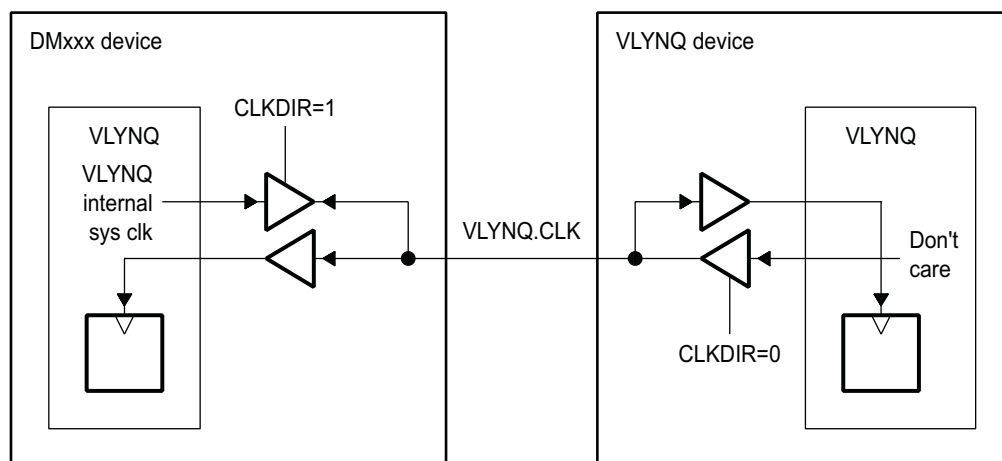 DMxxx device
CLKDIR=1
VLYNQ
VLYNQ
internal
sys clk
VLYNQ.CLK
VLYNQ device
VLYNQ
Don't
care
CLKDIR=0